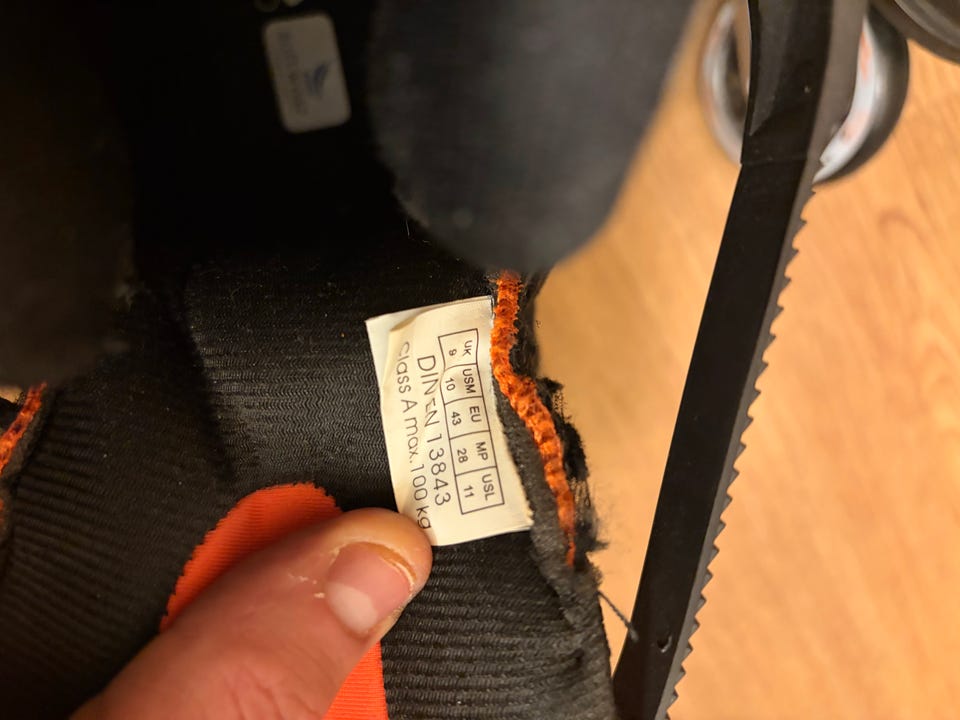 UK USM EU MP USL
9 10 43 28 11
DIN EN 13843
class A max. 100 kg